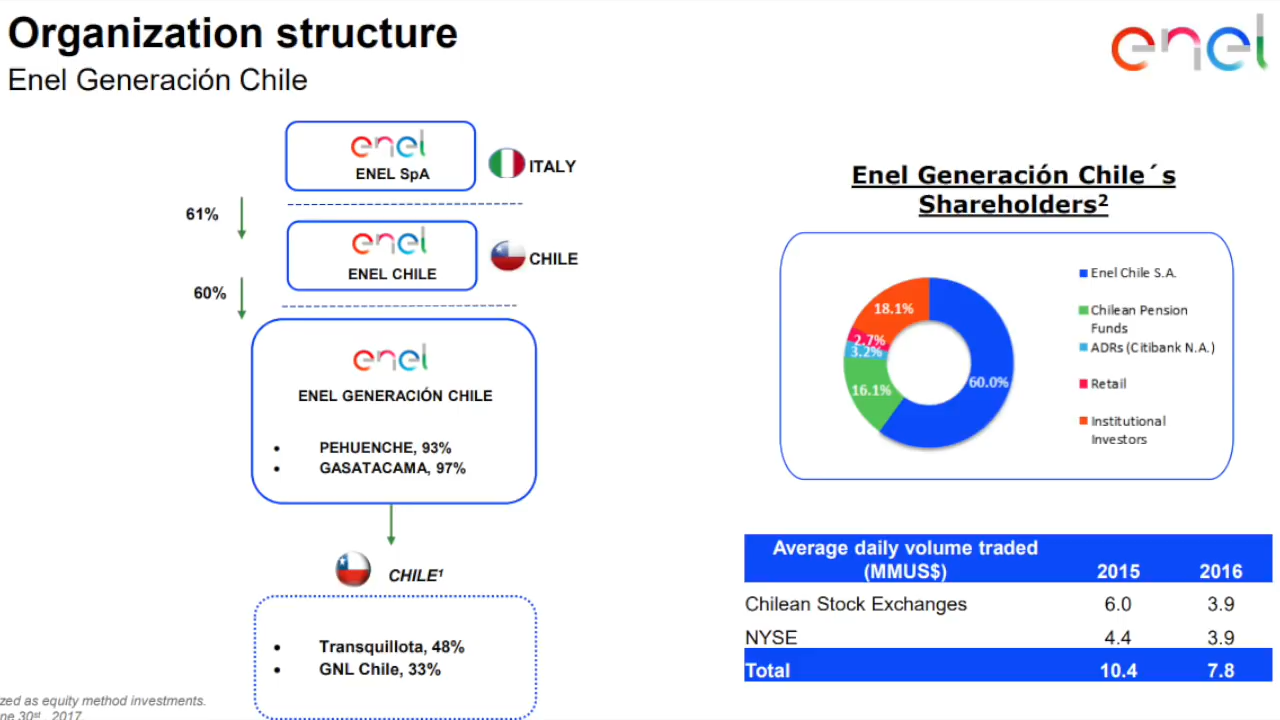 Organization structure
Enel Generación Chile
enel
enel
ENEL SpA
ITALY
61%
enel
ENEL CHILE
CHILE
60%
enel
ENEL GENERACIÓN CHILE
• PEHUENCHE, 93%
• GASATACAMA, 97%
CHILE¹
• Transquillota, 48%
• GNL Chile, 33%
zed as equity method investments.
ne 30st , 2017.
Enel Generación Chile´s
Shareholders²
18.1%
2.7%
3.2%
16.1%
60.0%
Enel Chile S.A.
Chilean Pension
Funds
ADRs (Citibank N.A.)
Retail
Institutional
Investors
Average daily volume traded
(MMUS$) 2015 2016
Chilean Stock Exchanges 6.0 3.9
NYSE 4.4 3.9
Total 10.4 7.8